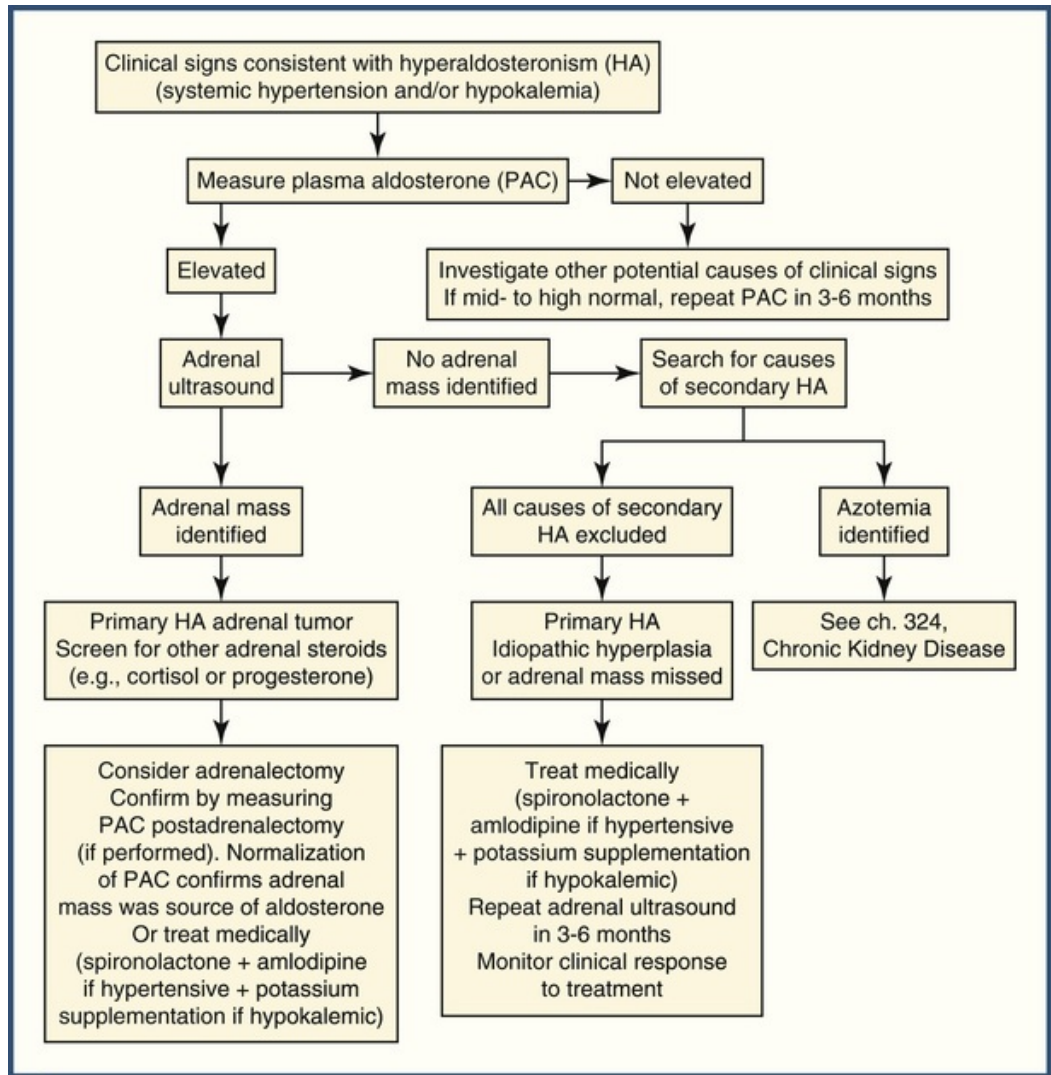 Clinical signs consistent with hyperaldosteronism (HA)
(systemic hypertension and/or hypokalemia)
Measure plasma aldosterone (PAC)
Not elevated
Elevated
Investigate other potential causes of clinical signs
If mid- to high normal, repeat PAC in 3-6 months
Adrenal
ultrasound
No adrenal
mass identified
Search for causes
of secondary HA
Adrenal mass
identified
All causes of secondary
HA excluded
Azotemia
identified
Primary HA adrenal tumor
Screen for other adrenal steroids
(e.g., cortisol or progesterone)
Primary HA
Idiopathic hyperplasia
or adrenal mass missed
See ch. 324,
Chronic Kidney Disease
Consider adrenalectomy
Confirm by measuring
PAC postadrenalectomy
(if performed). Normalization
of PAC confirms adrenal
mass was source of aldosterone
Or treat medically
(spironolactone + amlodipine
if hypertensive + potassium
supplementation if hypokalemic)
Treat medically
(spironolactone +
amlodipine if hypertensive
+ potassium supplementation
if hypokalemic)
Repeat adrenal ultrasound
in 3-6 months
Monitor clinical response
to treatment